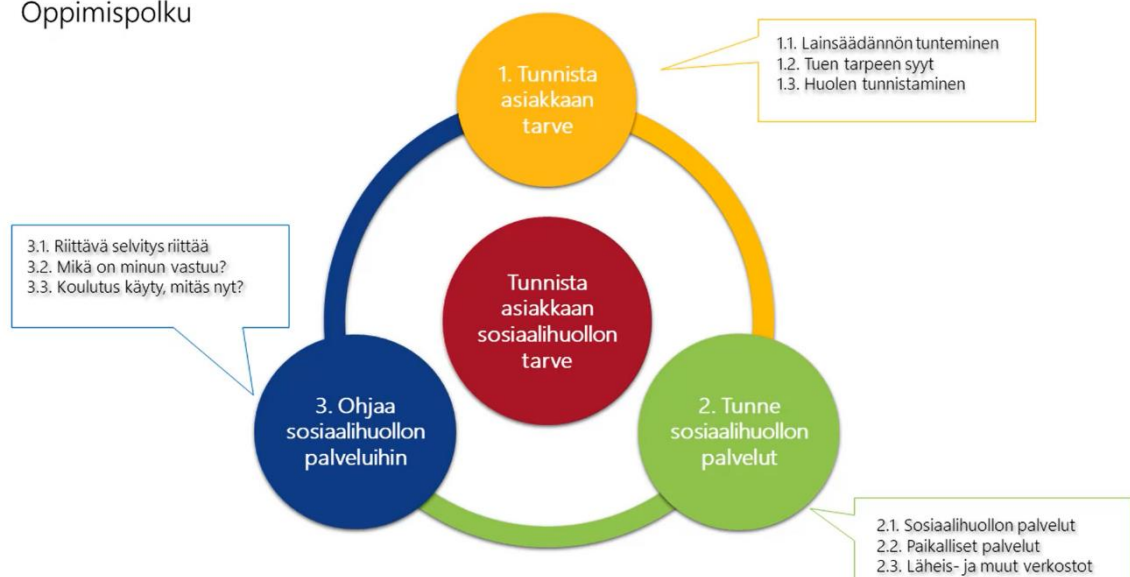 Oppimispolku
1. Tunnista
asiakkaan
tarve
1.1. Lainsäädännön tunteminen
1.2. Tuen tarpeen syyt
1.3. Huolen tunnistaminen
3.1. Riittävä selvitys riittää
3.2. Mikä on minun vastuu?
3.3. Koulutus käyty, mitäs nyt?
Tunnista
asiakkaan
sosiaalihuollon
tarve
3. Ohjaa
sosiaalihuollon
palveluihin
2. Tunne
sosiaalihuollon
palvelut
2.1. Sosiaalihuollon palvelut
2.2. Paikalliset palvelut
2.3. Läheis- ja muut verkostot